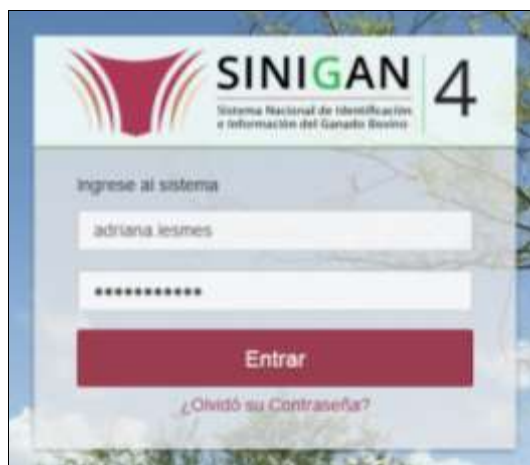 SINIGAN 4
Sistema Nacional de Identificación
e Información del Ganado Bovino
Ingrese al sistema
adriana lesmes
•••••••••••
Entrar
¿Olvidó su Contraseña?